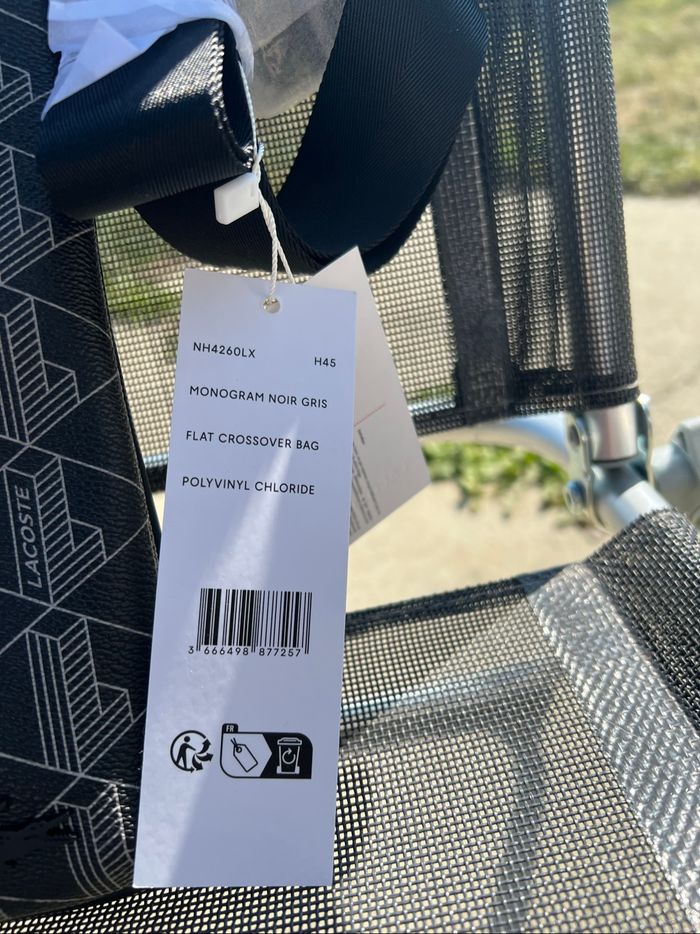 NH4260LX H45
MONOGRAM NOIR GRIS
FLAT CROSSOVER BAG
POLYVINYL CHLORIDE
3 666498 877257
FR
LACOSTE